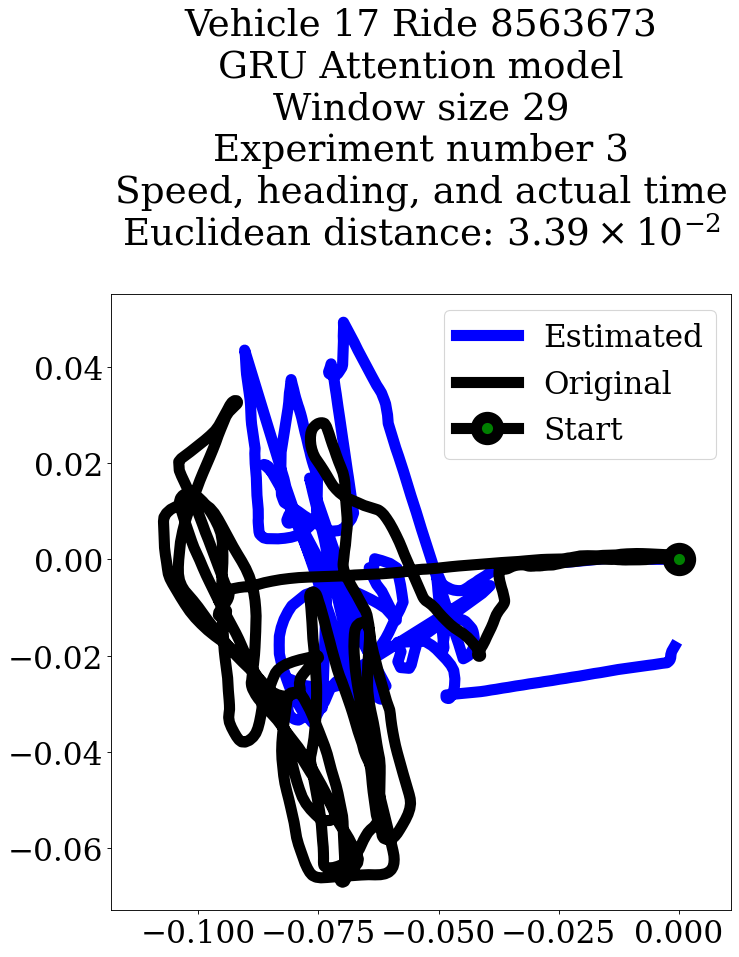 Vehicle 17 Ride 8563673
GRU Attention model
Window size 29
Experiment number 3
Speed, heading, and actual time
Euclidean distance: 3.39 × 10⁻²
Estimated
Original
Start
0.04
0.02
0.00
−0.02
−0.04
−0.06
−0.100 −0.075 −0.050 −0.025 0.000